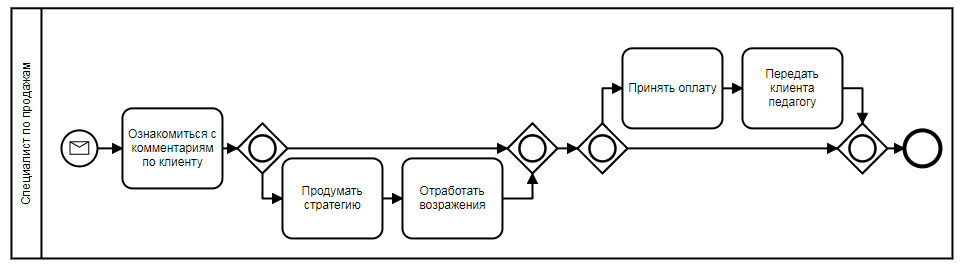 Специалист по продажам
Ознакомиться с
комментариям
по клиенту
Продумать
стратегию
Отработать
возражения
Принять оплату
Передать
клиента
педагогу